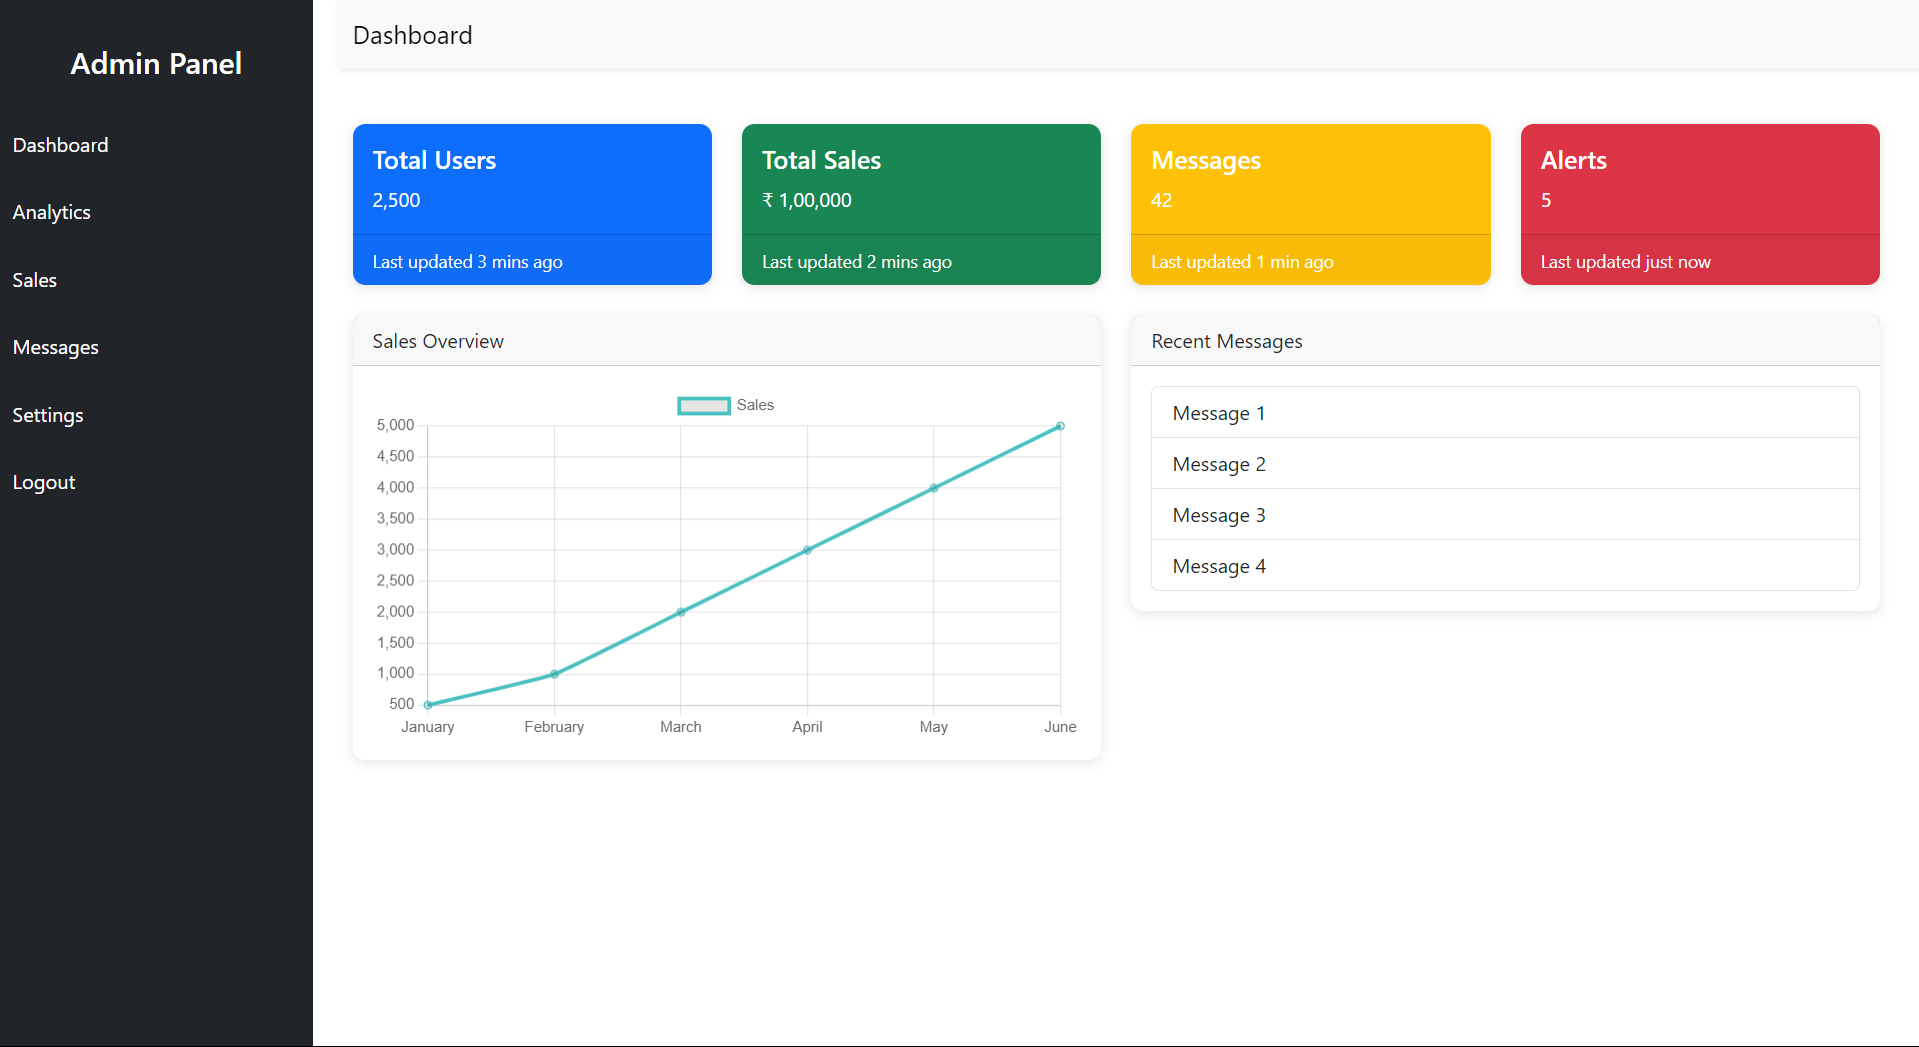 Admin Panel
Dashboard
Analytics
Sales
Messages
Settings
Logout
Dashboard
Total Users
2,500
Last updated 3 mins ago
Total Sales
₹ 1,00,000
Last updated 2 mins ago
Messages
42
Last updated 1 min ago
Alerts
5
Last updated just now
Sales Overview
Sales
5,000
4,500
4,000
3,500
3,000
2,500
2,000
1,500
1,000
500
January February March April May June
Recent Messages
Message 1
Message 2
Message 3
Message 4